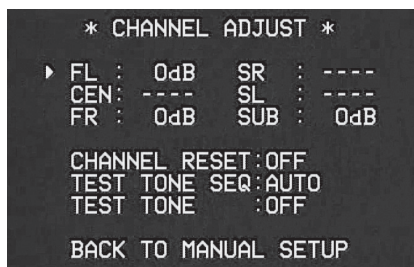 * CHANNEL ADJUST *
FL : 0dB SR : ----
CEN: ---- SL : ----
FR : 0dB SUB : 0dB
CHANNEL RESET:OFF
TEST TONE SEQ:AUTO
TEST TONE :OFF
BACK TO MANUAL SETUP